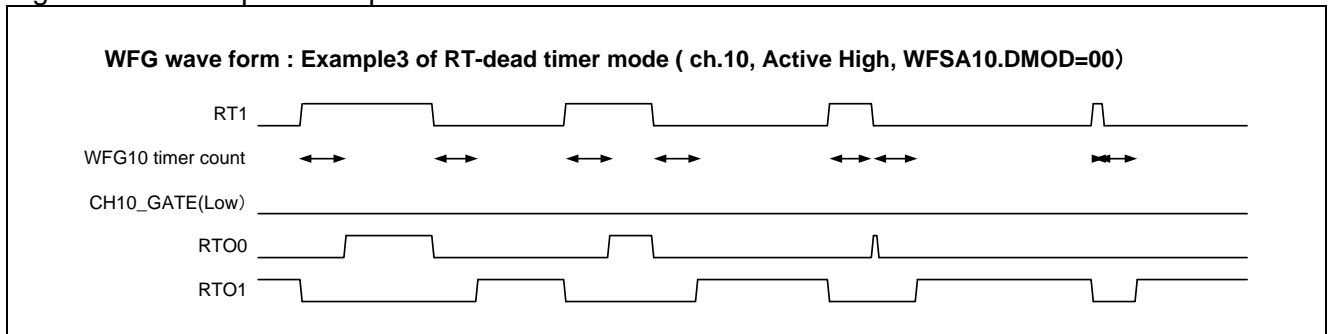 WFG wave form : Example3 of RT-dead timer mode ( ch.10, Active High, WFSA10.DMOD=00）
RT1
WFG10 timer count
CH10_GATE(Low）
RTO0
RTO1